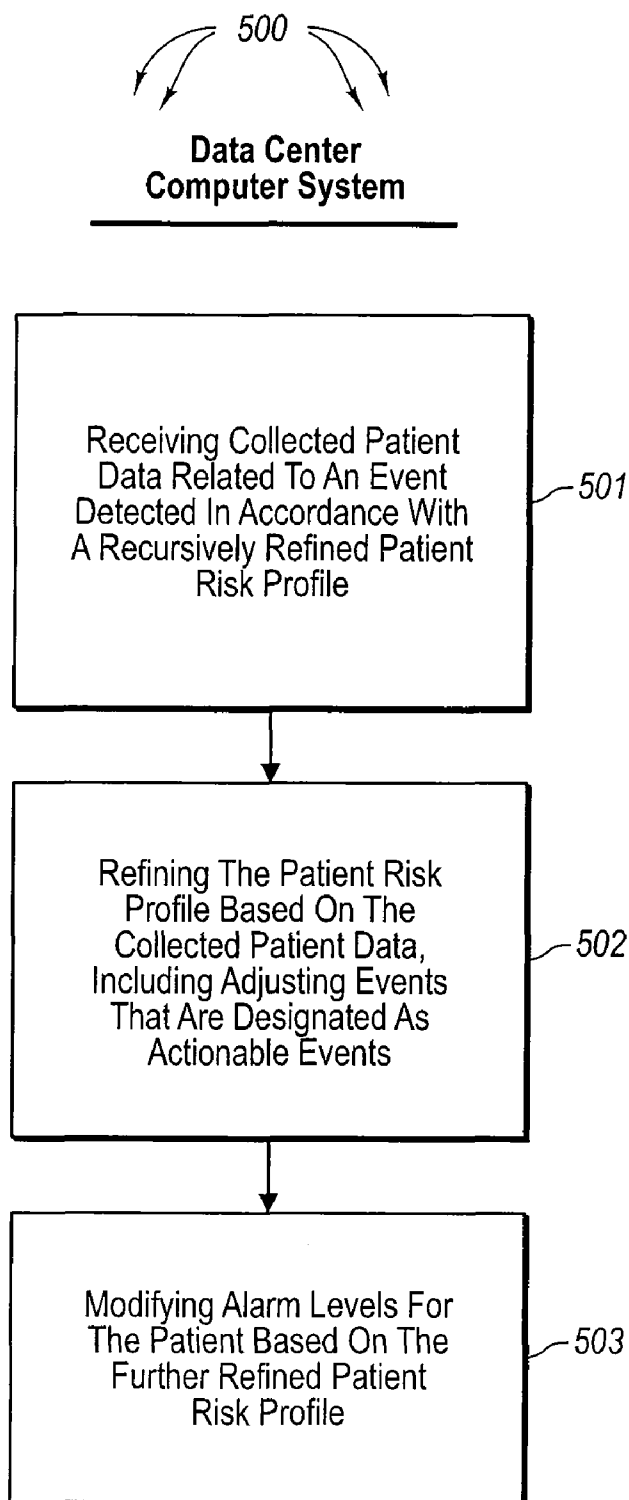 500
Data Center
Computer System
Receiving Collected Patient
Data Related To An Event
Detected In Accordance With
A Recursively Refined Patient
Risk Profile
501
Refining The Patient Risk
Profile Based On The
Collected Patient Data,
Including Adjusting Events
That Are Designated As
Actionable Events
502
Modifying Alarm Levels For
The Patient Based On The
Further Refined Patient
Risk Profile
503